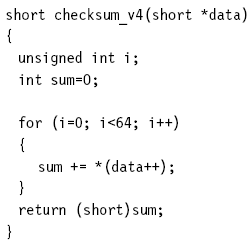 short checksum_v4(short *data)
{
  unsigned int i;
  int sum=0;

  for (i=0; i<64; i++)
  {
    sum += *(data++);
  }
  return (short)sum;
}